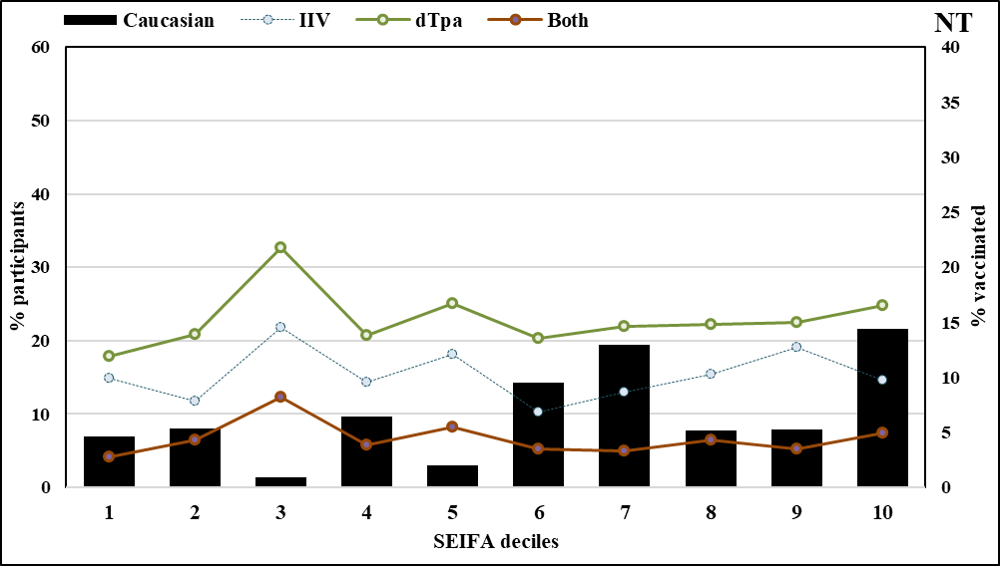 Caucasian IIV dTpa Both NT
60 40
35
50
30
40
25
30 20
15
20
10
10
5
0 0
% participants
% vaccinated
1 2 3 4 5 6 7 8 9 10
SEIFA deciles